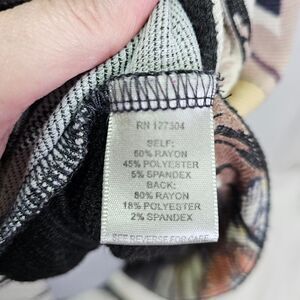 RN 127304
SELF:
50% RAYON
45% POLYESTER
5% SPANDEX
BACK:
80% RAYON
18% POLYESTER
2% SPANDEX
SEE REVERSE FOR CARE